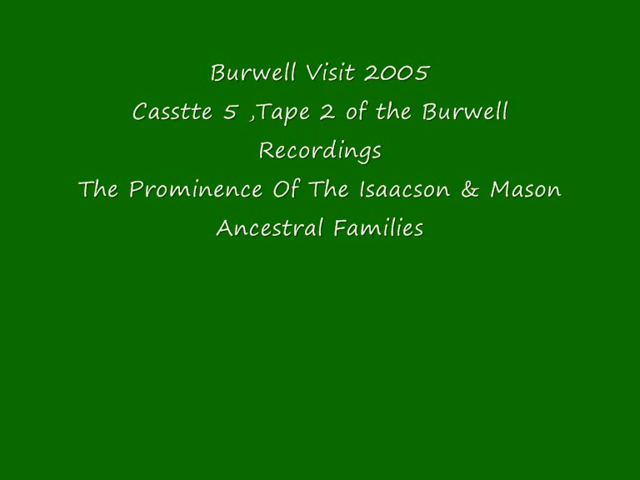 Burwell Visit 2005
Casstte 5 ,Tape 2 of the Burwell
Recordings
The Prominence Of The Isaacson & Mason
Ancestral Families